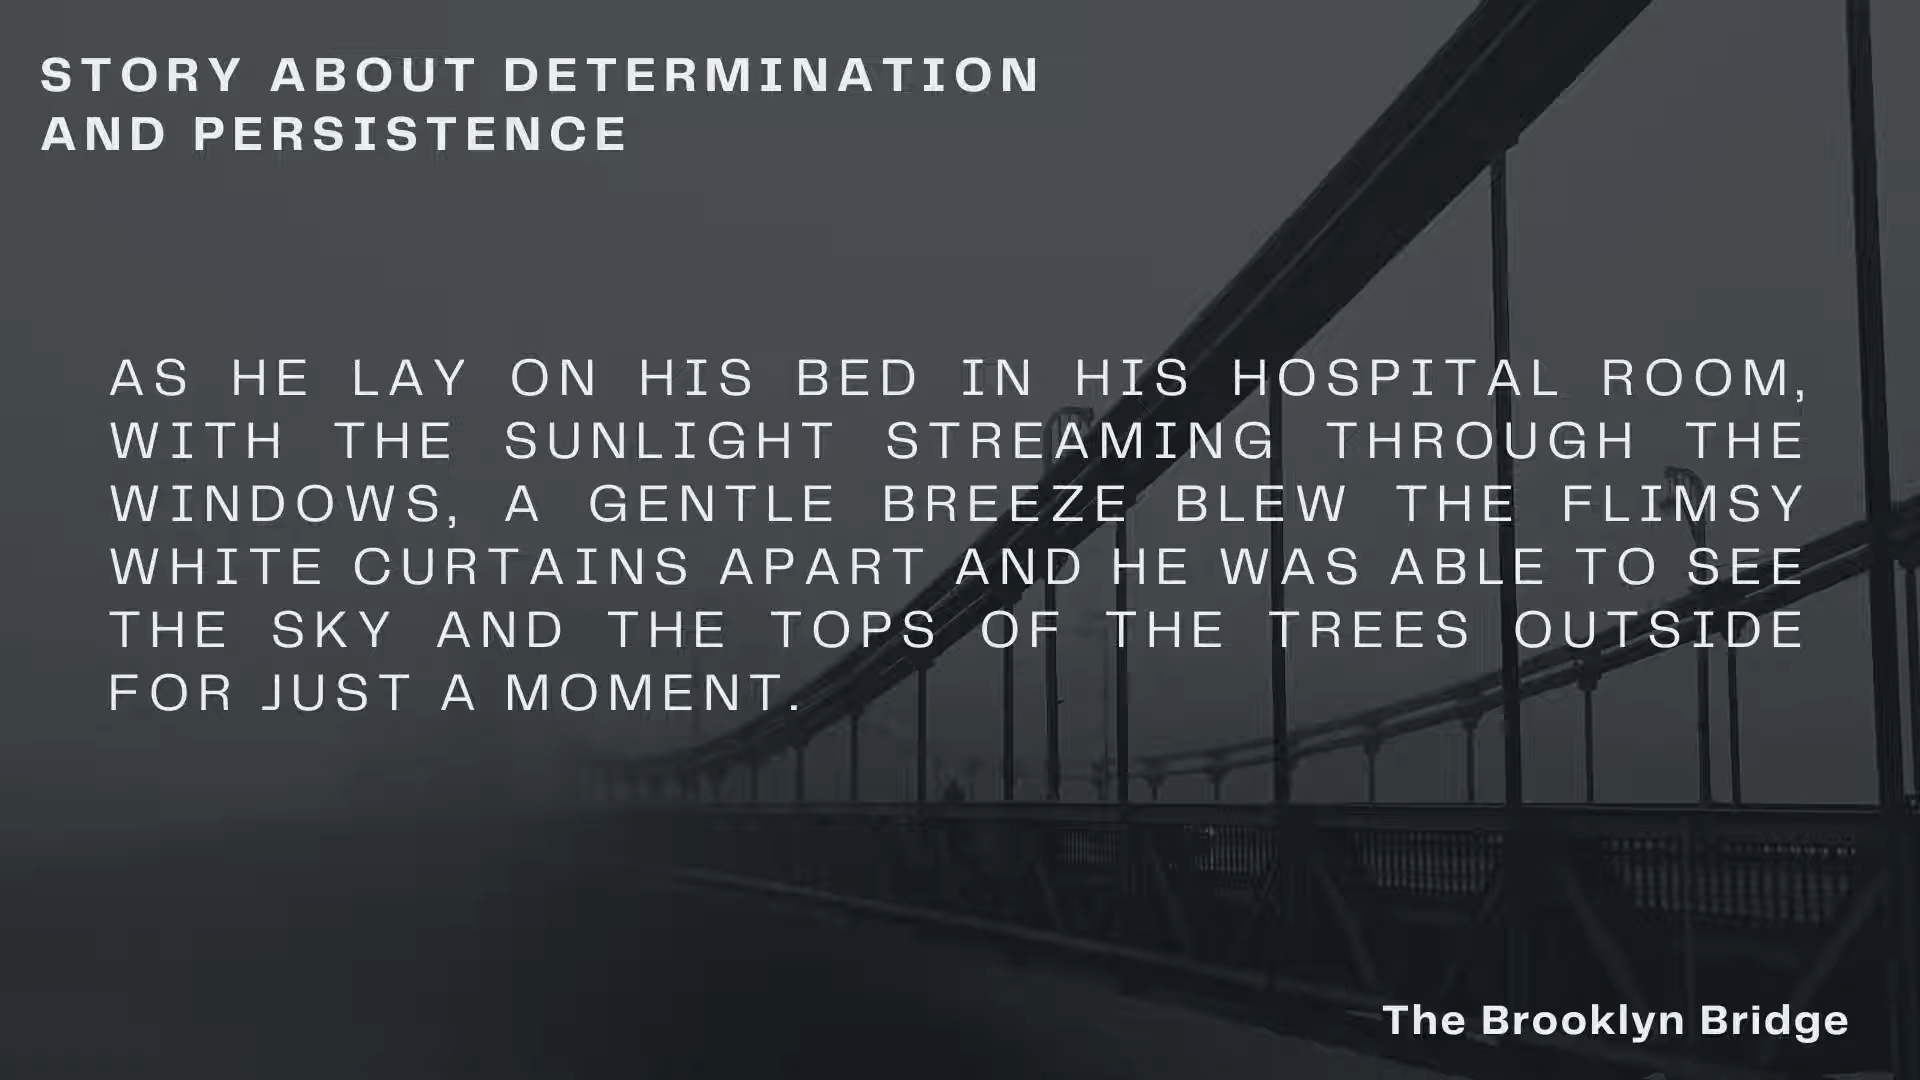 STORY ABOUT DETERMINATION
AND PERSISTENCE
AS HE LAY ON HIS BED IN HIS HOSPITAL ROOM,
WITH THE SUNLIGHT STREAMING THROUGH THE
WINDOWS, A GENTLE BREEZE BLEW THE FLIMSY
WHITE CURTAINS APART AND HE WAS ABLE TO SEE
THE SKY AND THE TOPS OF THE TREES OUTSIDE
FOR JUST A MOMENT.
The Brooklyn Bridge